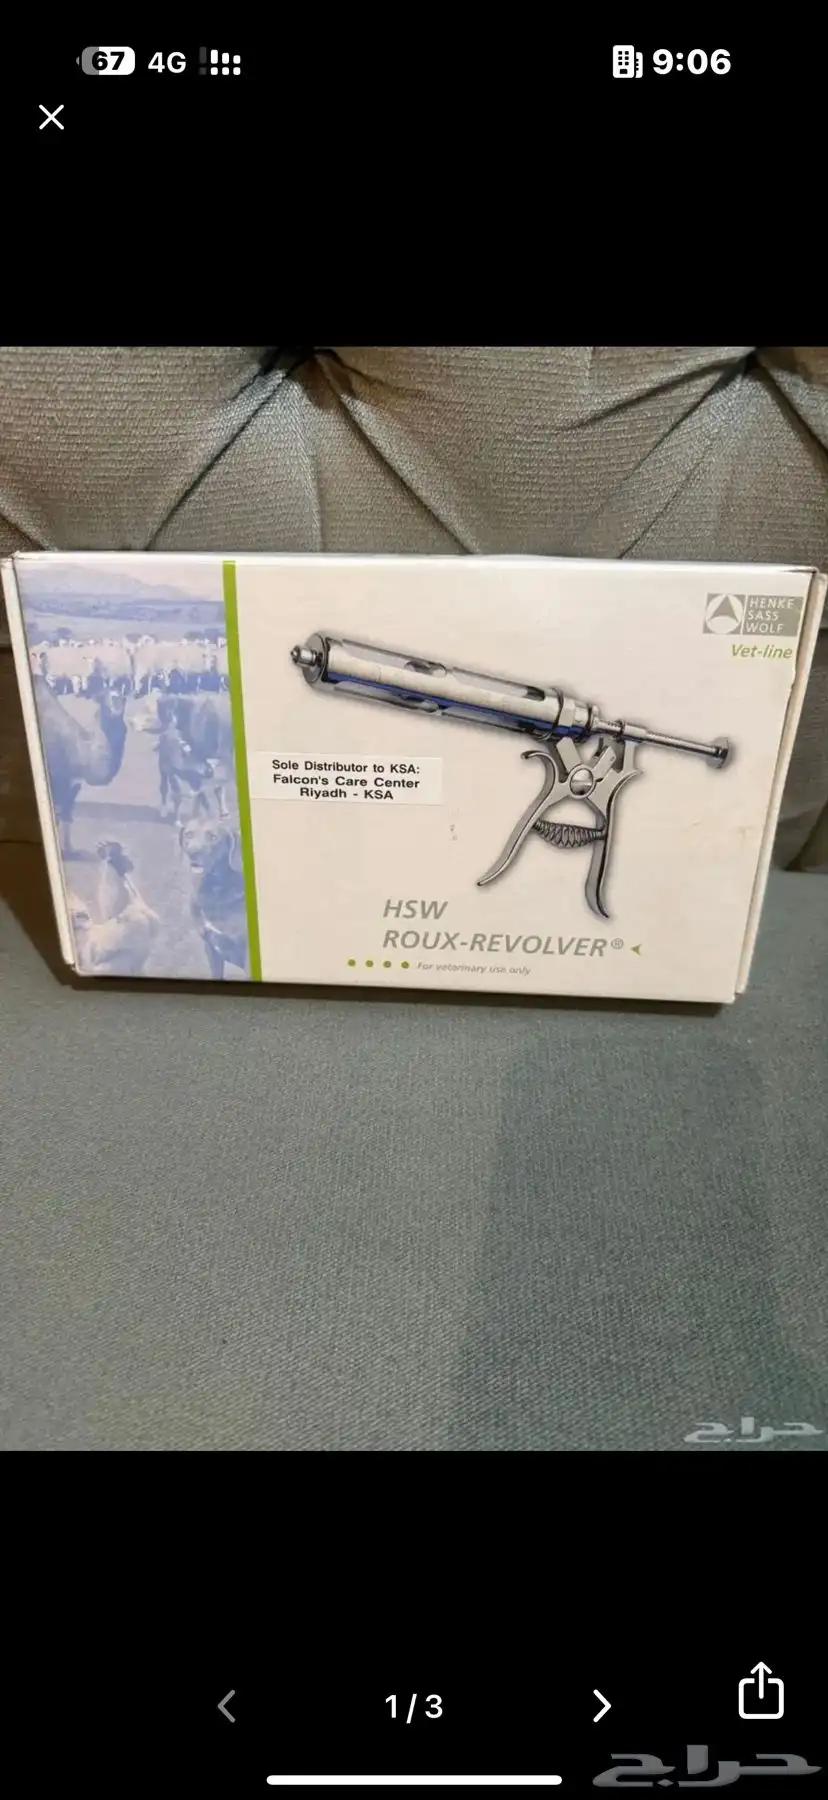 67 4G 9:06
HENKE
SASS
WOLF
Vet-line
Sole Distributor to KSA:
Falcon's Care Center
Riyadh - KSA
HSW
ROUX-REVOLVER®
For veterinary use only
حراج
1/3
حراج